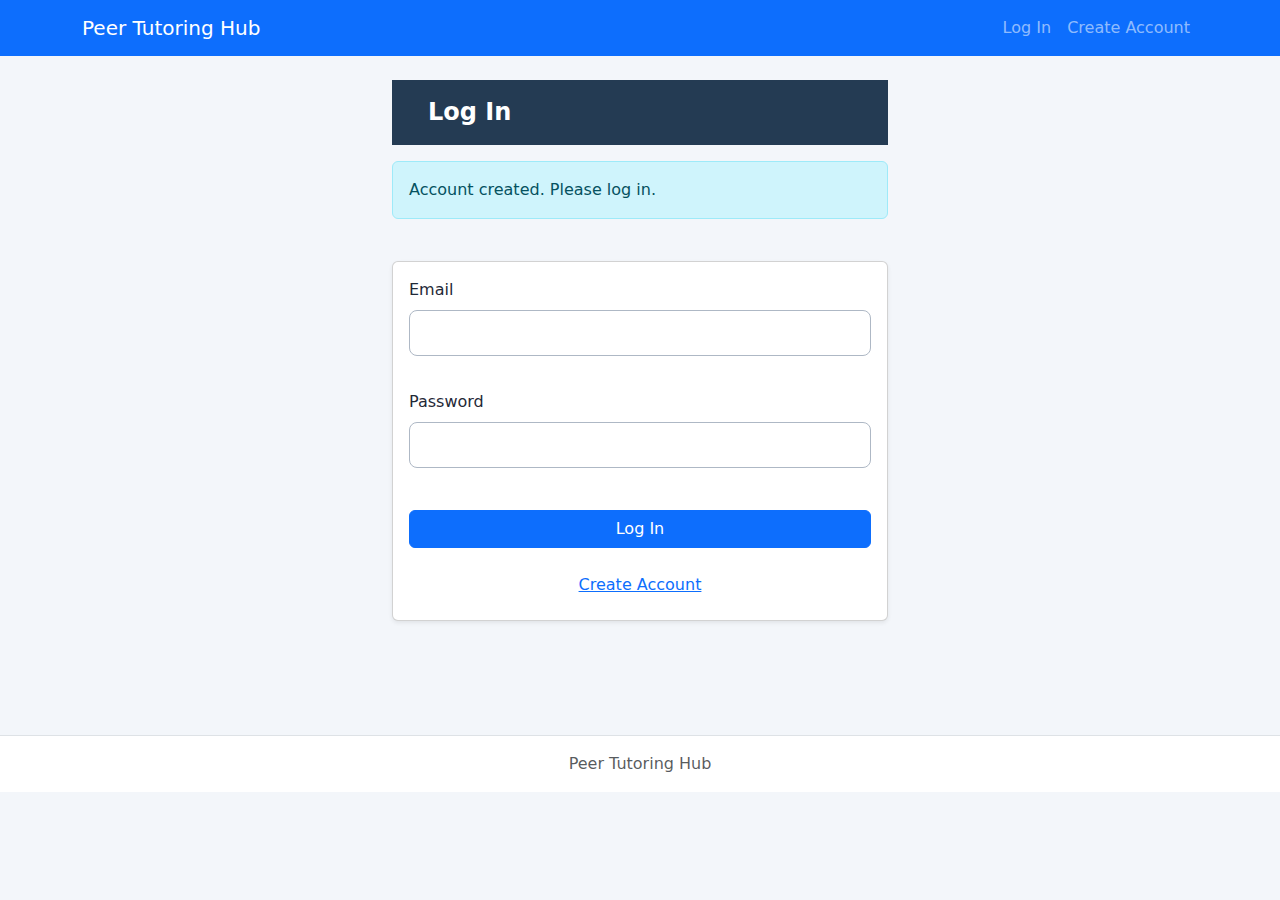 Peer Tutoring Hub
Log In
Create Account
Log In
Account created. Please log in.
Email
Password
Log In
Create Account
Peer Tutoring Hub